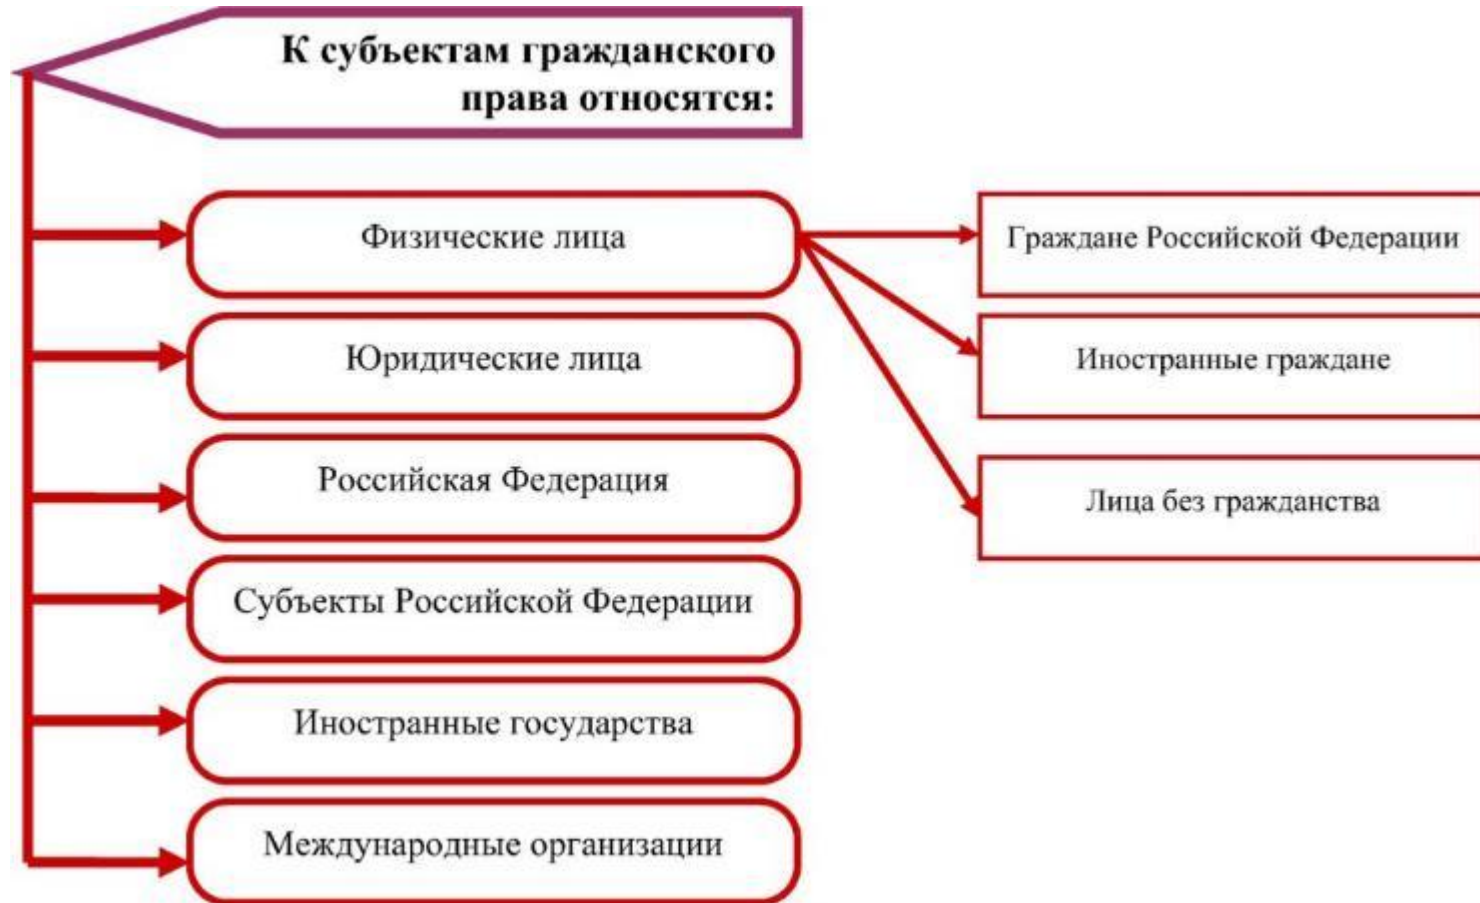 К субъектам гражданского
права относятся:
Физические лица
Граждане Российской Федерации
Юридические лица
Иностранные граждане
Российская Федерация
Лица без гражданства
Субъекты Российской Федерации
Иностранные государства
Международные организации